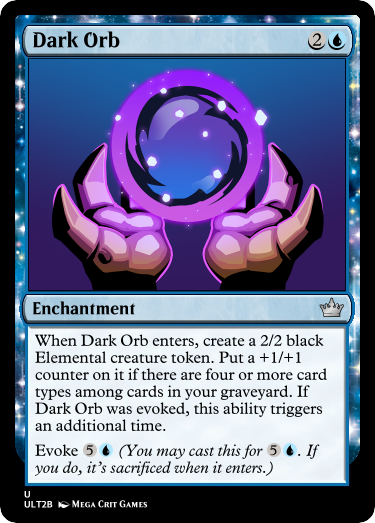 Dark Orb 2
Enchantment
When Dark Orb enters, create a 2/2 black
Elemental creature token. Put a +1/+1
counter on it if there are four or more card
types among cards in your graveyard. If
Dark Orb was evoked, this ability triggers
an additional time.
Evoke 5 (You may cast this for 5 . If
you do, it's sacrificed when it enters.)
U
ULT2B Mega Crit Games